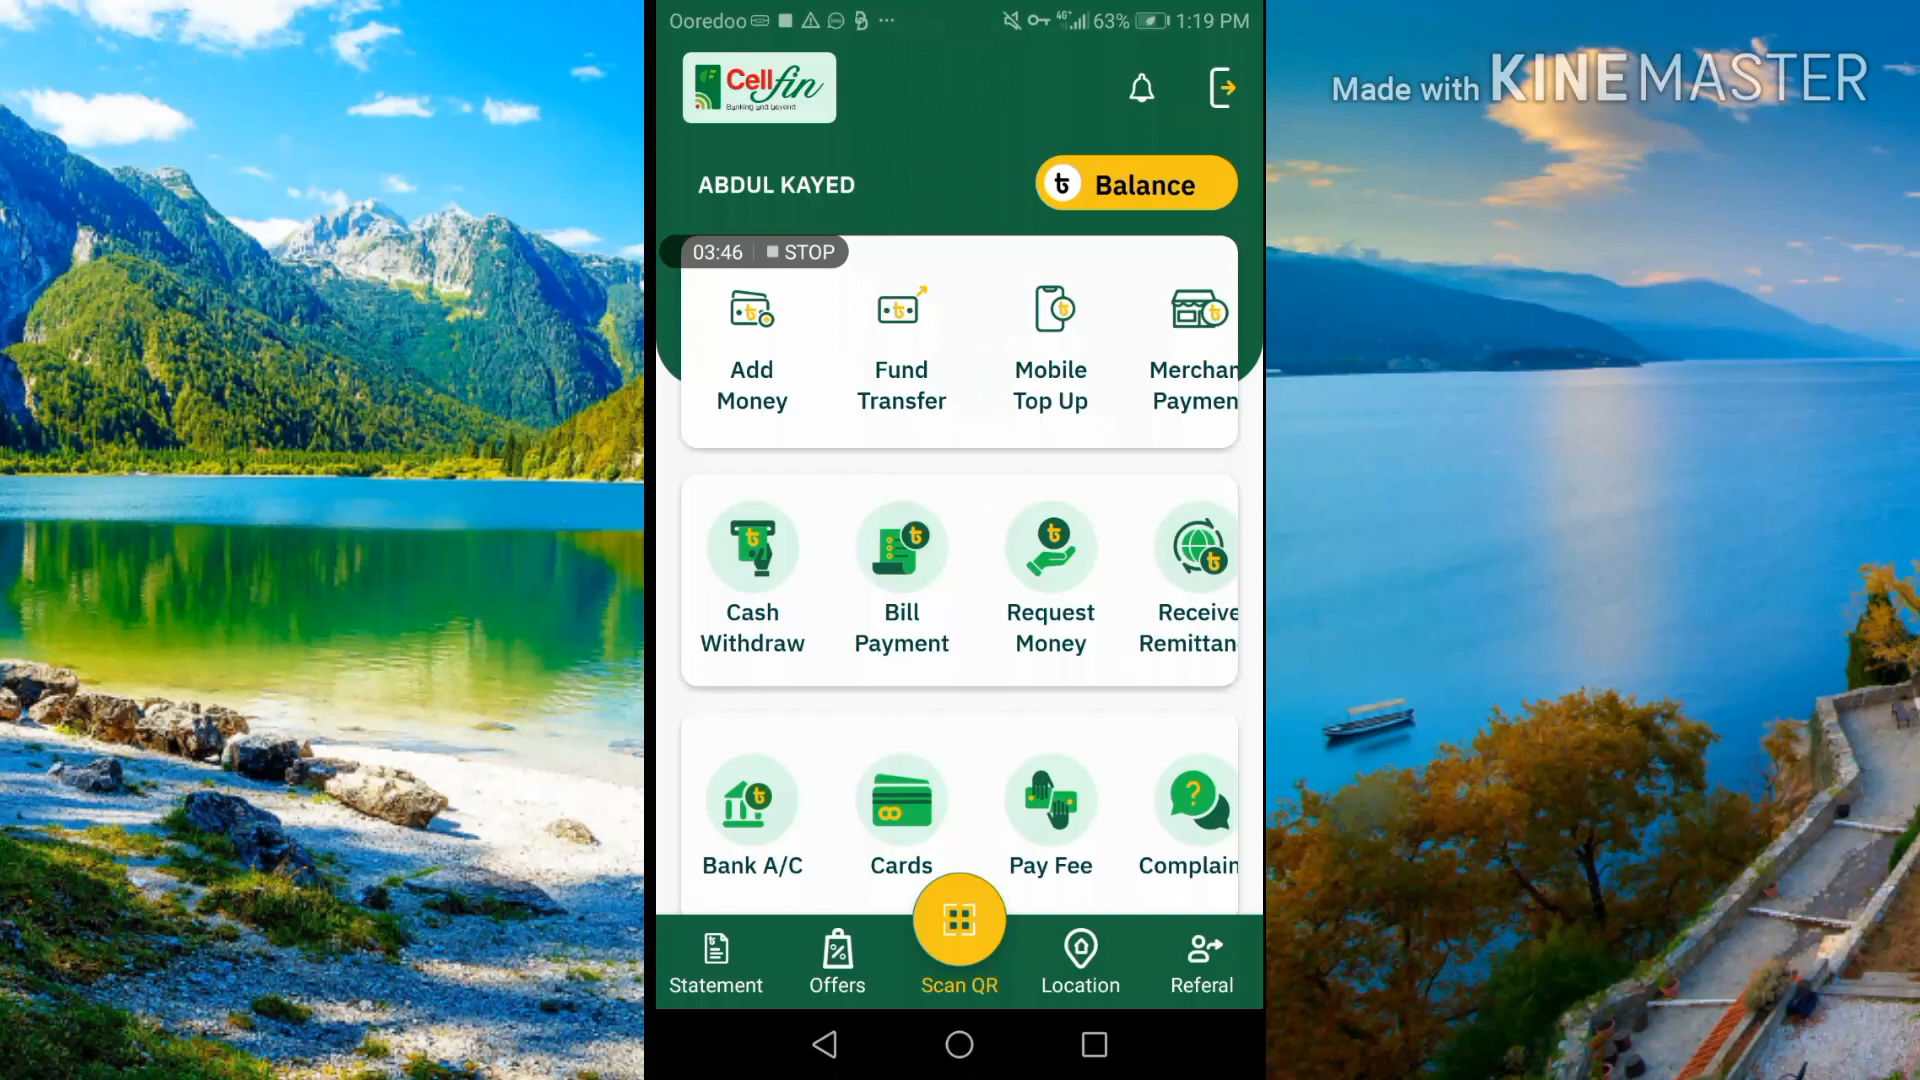 Ooredoo 63% 1:19 PM
Made with KINEMASTER
Cellfin
Banking and beyond
ABDUL KAYED
Balance
03:46 STOP
Add Money
Fund Transfer
Mobile Top Up
Merchan Paymen
Cash Withdraw
Bill Payment
Request Money
Receive Remittan
Bank A/C
Cards
Pay Fee
Complain
Statement
Offers
Scan QR
Location
Referral